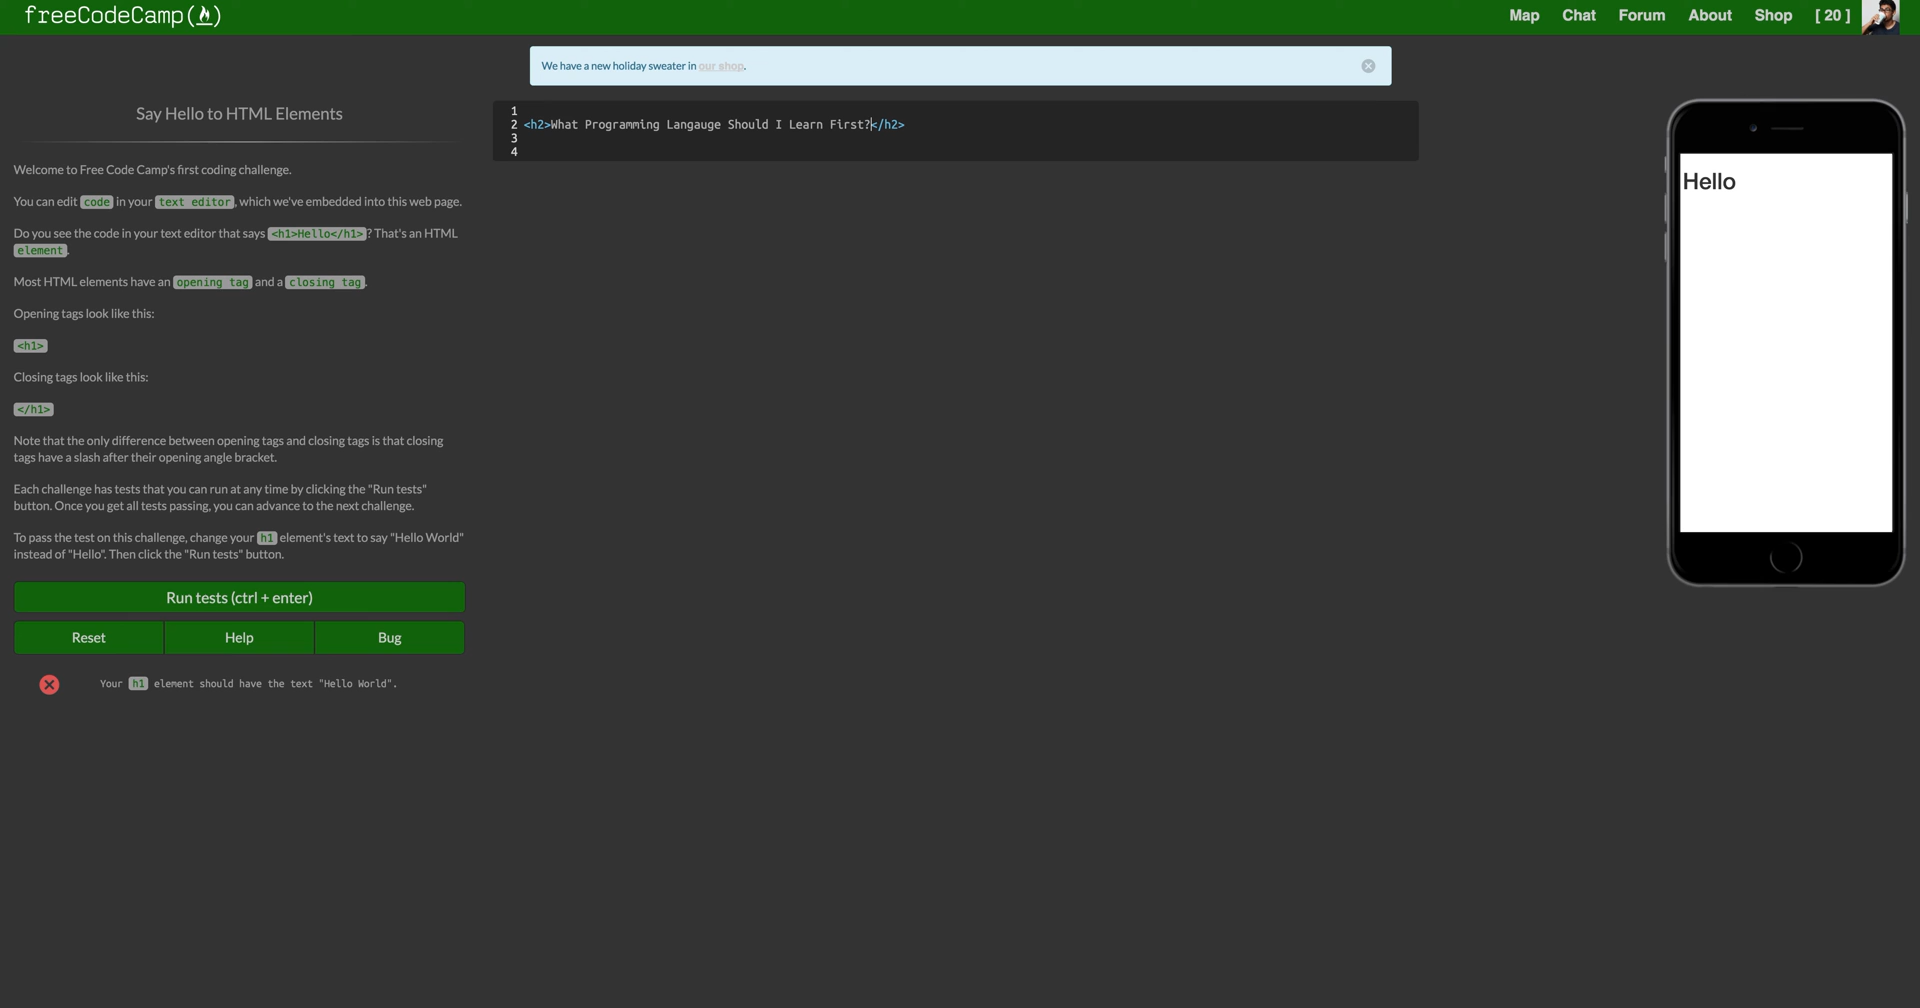 freeCodeCamp(🔥)
Map Chat Forum About Shop [ 20 ]
We have a new holiday sweater in our shop.
Say Hello to HTML Elements
Welcome to Free Code Camp's first coding challenge.
You can edit code in your text editor, which we've embedded into this web page.
Do you see the code in your text editor that says <h1>Hello</h1>? That's an HTML
element.
Most HTML elements have an opening tag and a closing tag.
Opening tags look like this:
<h1>
Closing tags look like this:
</h1>
Note that the only difference between opening tags and closing tags is that closing
tags have a slash after their opening angle bracket.
Each challenge has tests that you can run at any time by clicking the "Run tests"
button. Once you get all tests passing, you can advance to the next challenge.
To pass the test on this challenge, change your h1 element's text to say "Hello World"
instead of "Hello". Then click the "Run tests" button.
Run tests (ctrl + enter)
Reset Help Bug
Your h1 element should have the text "Hello World".
1
2 <h2>What Programming Langauge Should I Learn First?</h2>
3
4
Hello